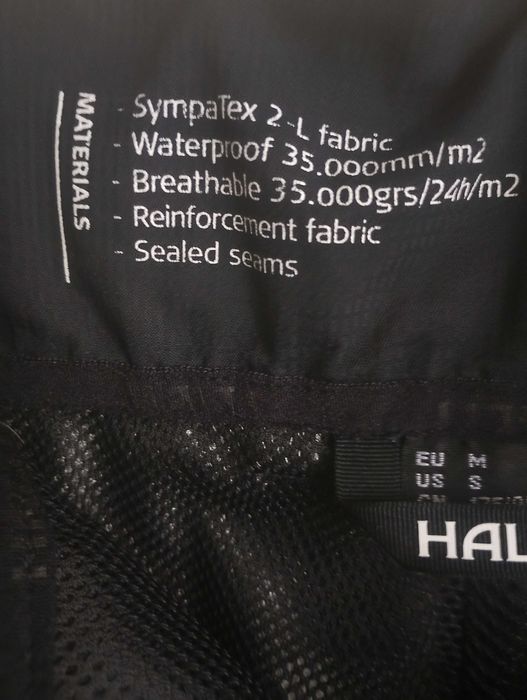 MATERIALS
- SympaTex 2-L fabric
- Waterproof 35.000mm/m2
- Breathable 35.000grs/24h/m2
- Reinforcement fabric
- Sealed seams
EU M
US S
CN
HAL